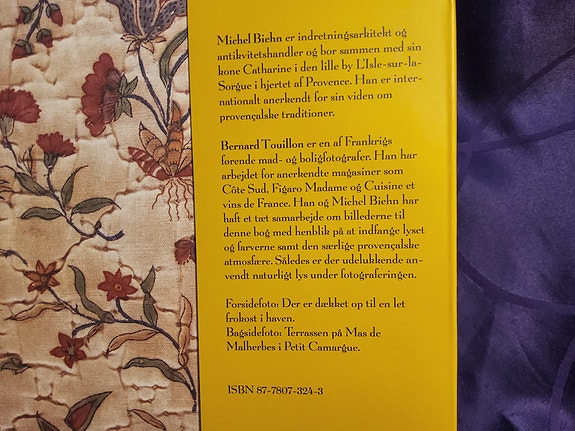 Michel Biehn er indretningsarkitekt og
antikvitetshandler og bor sammen med sin
kone Catharine i den lille by L'Isle-sur-la-
Sorgue i hjertet af Provence. Han er inter-
nationalt anerkendt for sin viden om
provençalske traditioner.
Bernard Touillon er en af Frankrigs
førende mad- og boligfotografer. Han har
arbejdet for anerkendte magasiner som
Côte Sud, Figaro Madame og Cuisine et
vins de France. Han og Michel Biehn har
haft et tæt samarbejde om billederne til
denne bog med henblik på at indfange lyset
og farverne samt den særlige provençalske
atmosfære. Således er der udelukkende an-
vendt naturligt lys under fotograferingen.
Forsidefoto: Der er dækket op til en let
frokost i haven.
Bagsidefoto: Terrassen på Mas de
Malherbes i Petit Camargue.
ISBN 87-7807-324-3